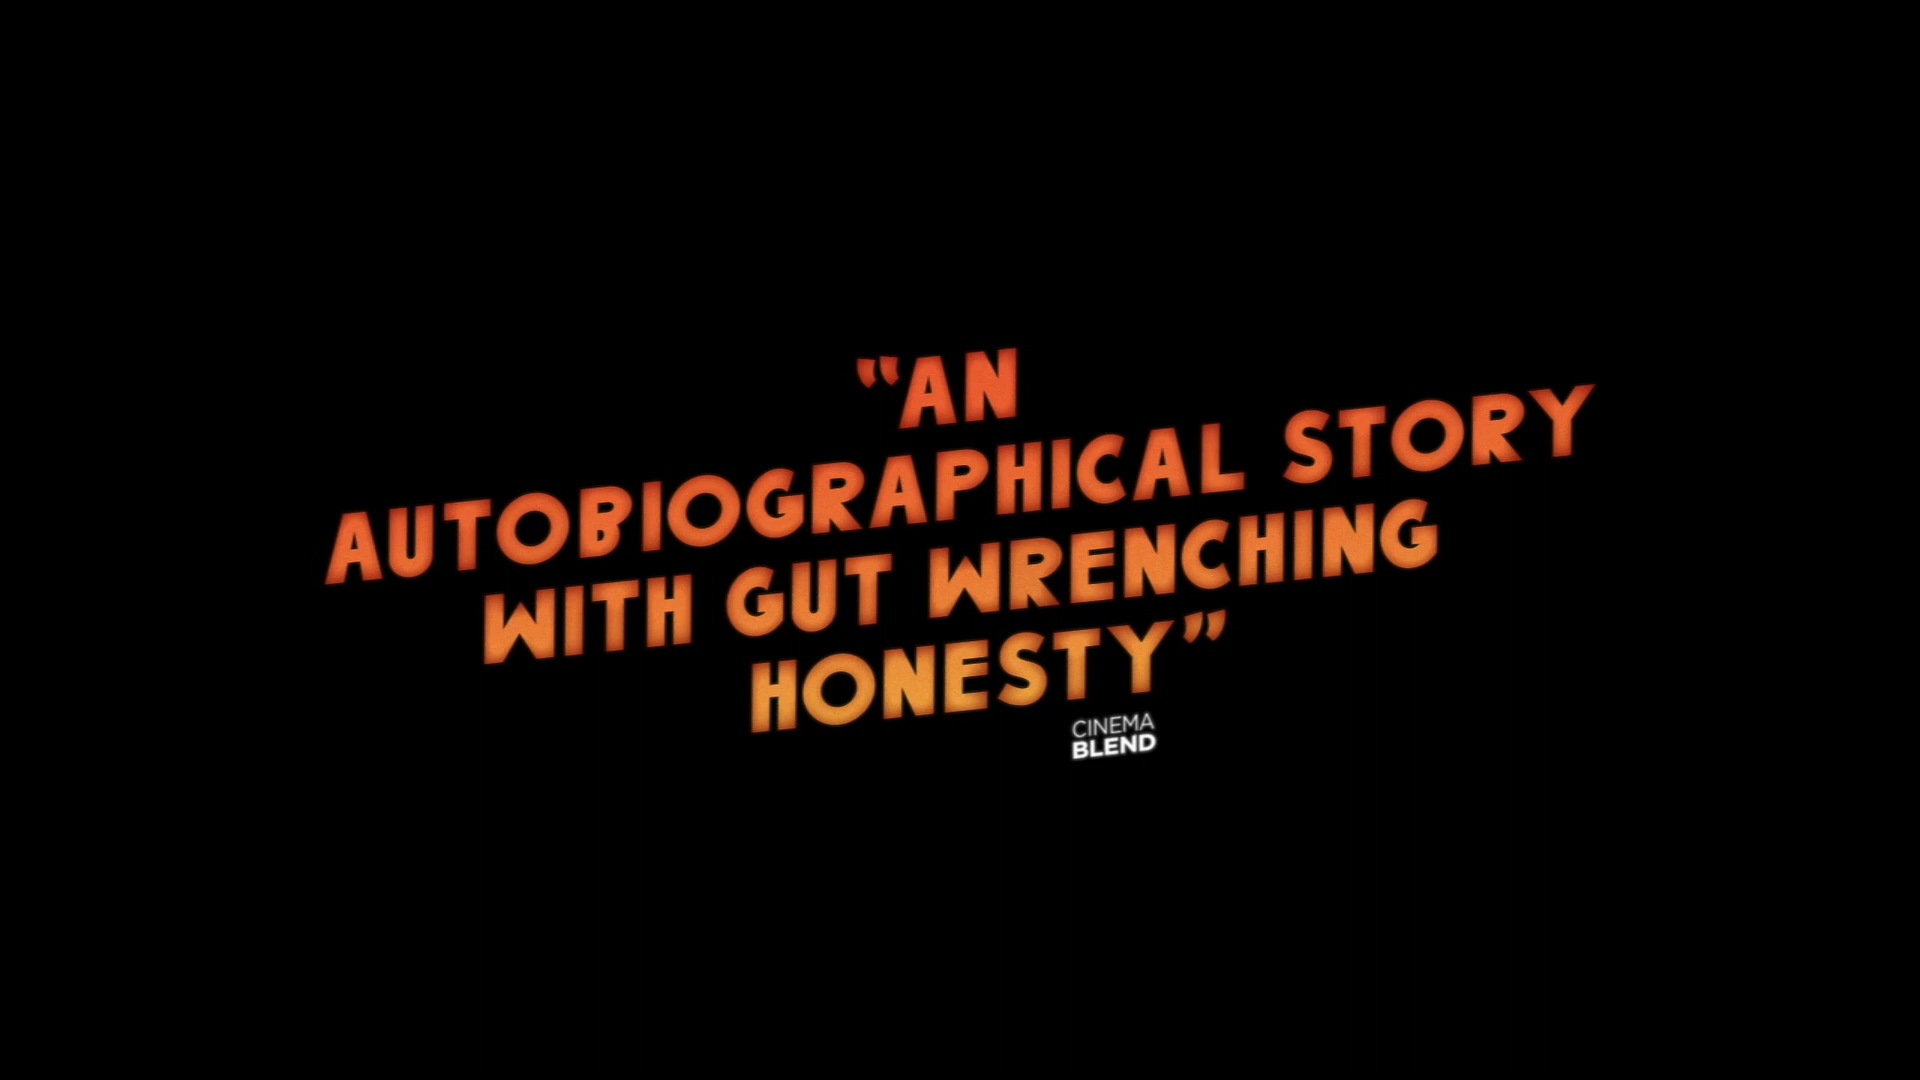 “AN
AUTOBIOGRAPHICAL STORY
WITH GUT WRENCHING
HONESTY”
CINEMA
BLEND